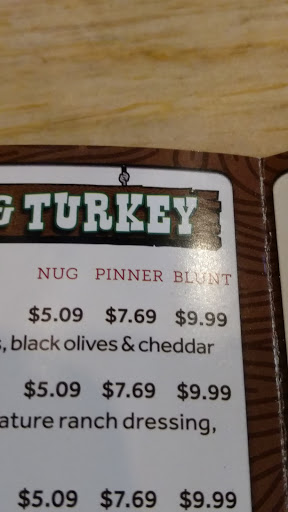 & TURKEY
NUG PINNER BLUNT
$5.09 $7.69 $9.99
, black olives & cheddar
$5.09 $7.69 $9.99
ature ranch dressing,
$5.09 $7.69 $9.99